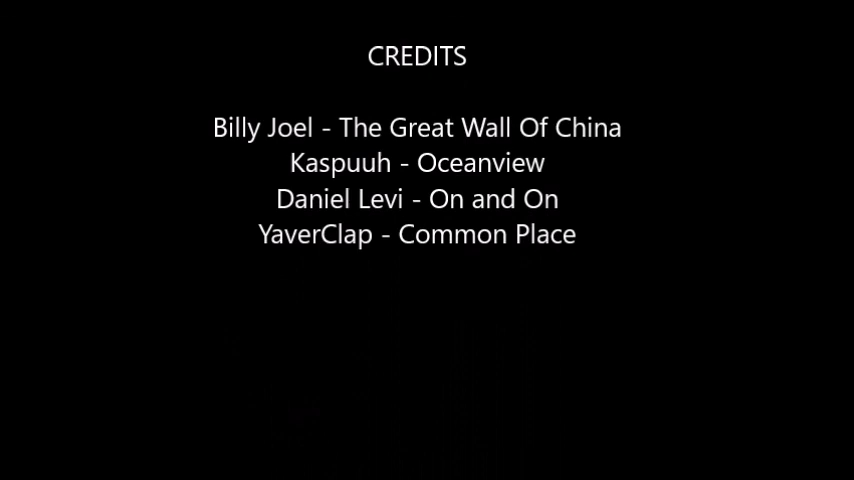 CREDITS
Billy Joel - The Great Wall Of China
Kaspuuh - Oceanview
Daniel Levi - On and On
YaverClap - Common Place